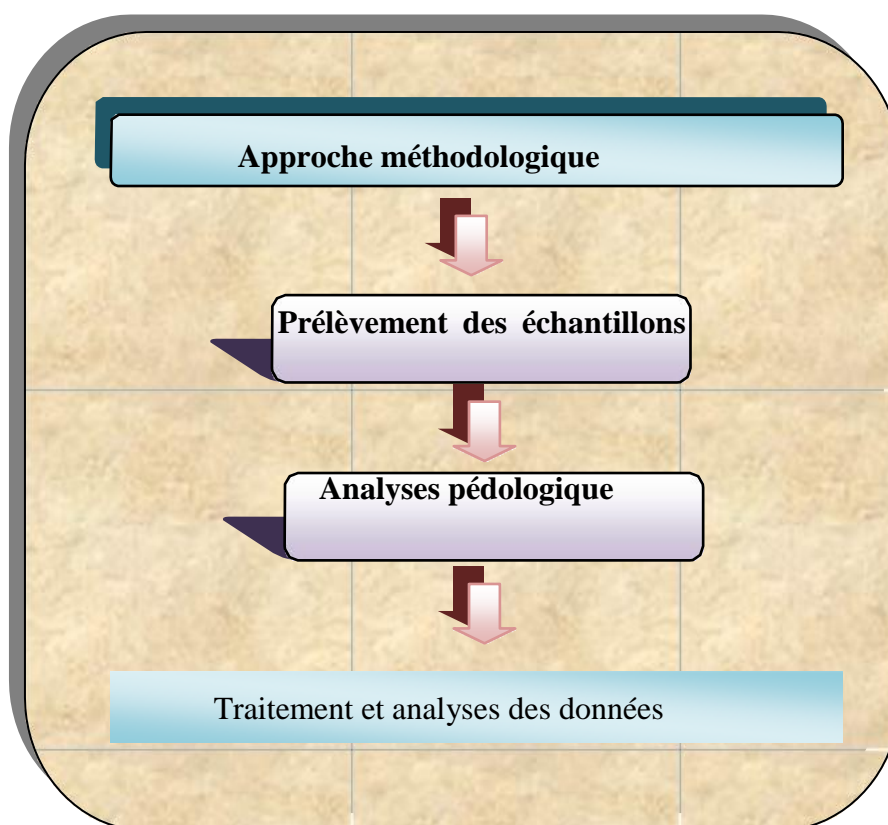 Approche méthodologique
Prélèvement des échantillons
Analyses pédologique
Traitement et analyses des données